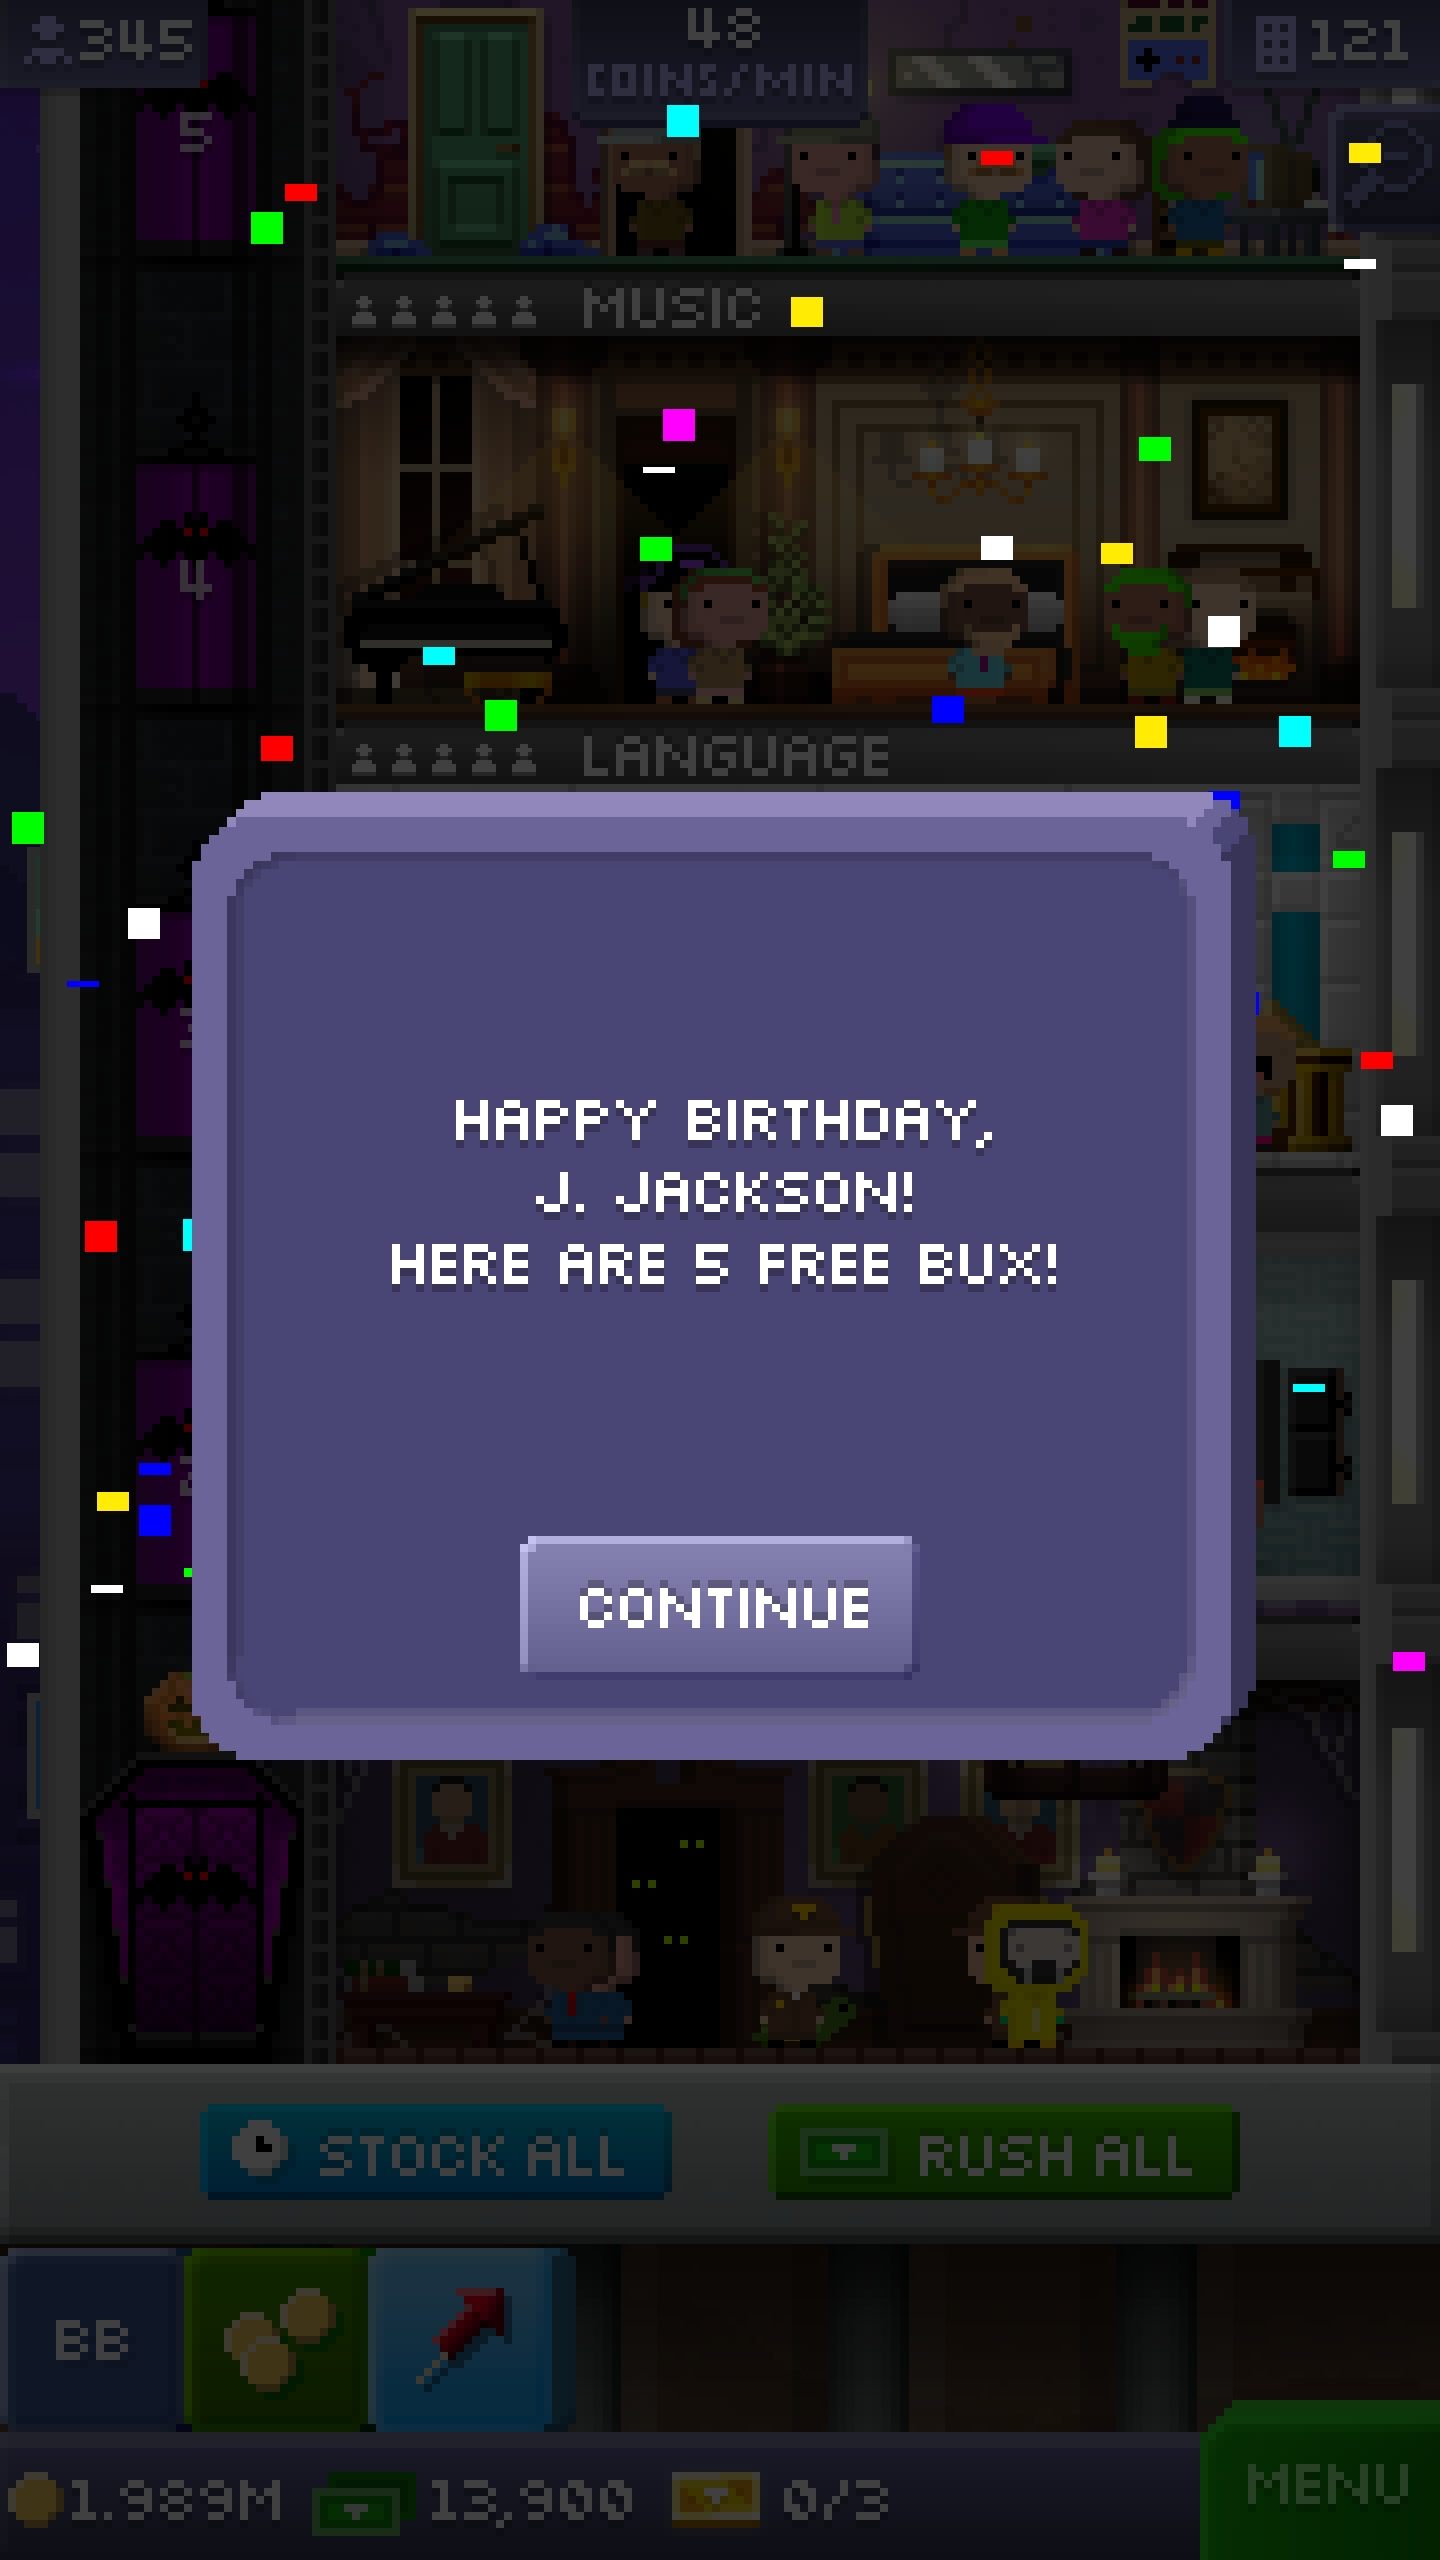 345
48
COINS/MIN
121
5
MUSIC
4
LANGUAGE
HAPPY BIRTHDAY,
J. JACKSON!
HERE ARE 5 FREE BUX!
CONTINUE
STOCK ALL
RUSH ALL
BB
1.989M
13,900
0/3
MENU